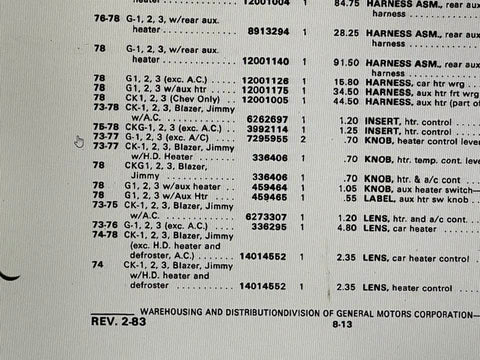 12001004 . . 1 84.75 HARNESS ASM., rear aux
harness
76-78 G-1, 2, 3, w/rear aux.
heater . . . . . . . . . . . . 8913294 . . 1 28.25 HARNESS ASM., rear aux.
harness
78 G-1, 2, 3, w/rear aux.
heater . . . . . . . . . . . . 12001140 . . 1 91.50 HARNESS ASM., rear aux
harness
78 G1, 2, 3 (exc. A.C.) . . . . 12001126 1 15.80 HARNESS, car htr wrg
78 G1, 2, 3 w/aux htr . . . . 12001175 1 34.50 HARNESS, aux htr frt wrg
78 CK1, 2, 3 (Chev Only) . . 12001005 1 44.50 HARNESS, aux htr (part of
73-78 CK-1, 2, 3, Blazer, Jimmy
w/A.C. . . . . . . . . . . . . 6262697 1 1.20 INSERT, htr. control
75-78 CKG-1, 2, 3 (exc. A.C.) . . 3992114 1 1.25 INSERT, htr control
73-77 G-1, 2, 3 (exc. A/C) 7295955 2 .70 KNOB, heater control lever
73-77 CK-1, 2, 3, Blazer, Jimmy
w/H.D. Heater . . . . . . . 336406 1 .70 KNOB, htr. temp. cont. lev
78 CKG1, 2, 3, Blazer,
Jimmy . . . . . . . . . . . . 336406 1 .70 KNOB, htr. & a/c cont
78 G1, 2, 3 w/aux heater . . 459464 1 1.05 KNOB, aux heater switch—
78 G1, 2, 3 w/Aux Htr . . . 459465 1 .55 LABEL, aux htr sw knob
73-75 CK-1, 2, 3, Blazer, Jimmy
w/A.C. . . . . . . . . . . . . 6273307 1 1.20 LENS, htr. and a/c cont.
73-76 G-1, 2, 3 (exc. A.C.) . . . 336295 1 4.80 LENS, car heater
74-78 CK-1, 2, 3, Blazer, Jimmy
(exc. H.D. heater and
defroster, A.C.) . . . . . 14014552 1 2.35 LENS, car heater control
74 CK-1, 2, 3, Blazer, Jimmy
w/H.D. heater and
defroster . . . . . . . . . 14014552 1 2.35 LENS, heater control
WAREHOUSING AND DISTRIBUTIONDIVISION OF GENERAL MOTORS CORPORATION—
REV. 2-83 8-13